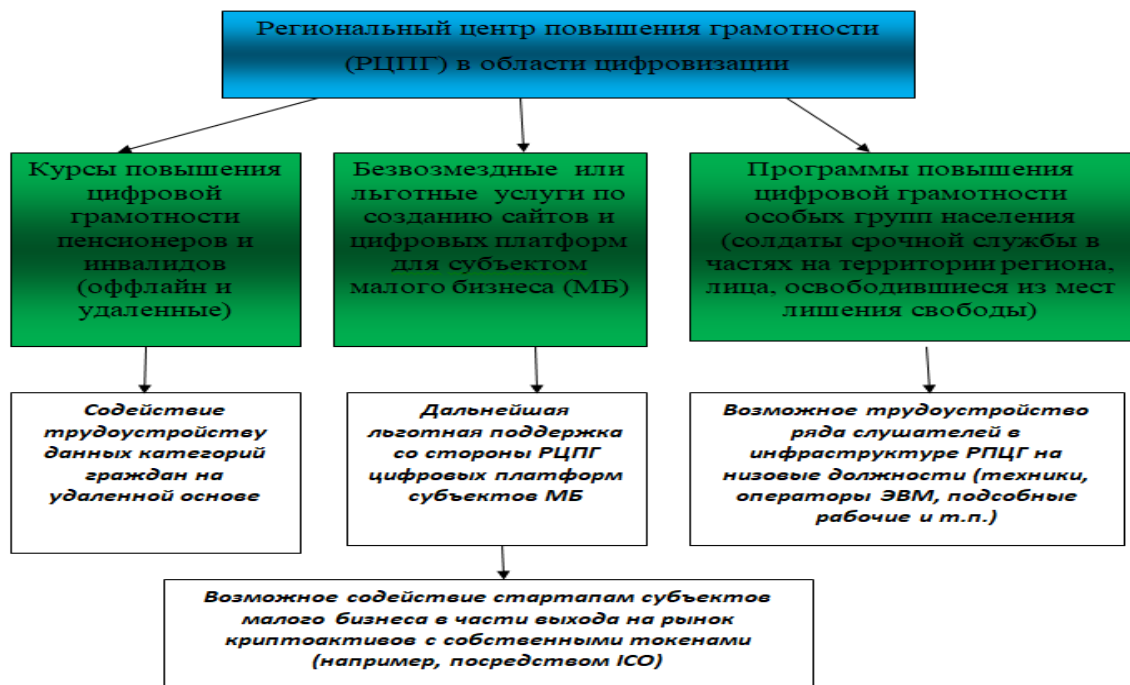 Региональный центр повышения грамотности
(РЦПГ) в области цифровизации
Курсы повышения
цифровой
грамотности
пенсионеров и
инвалидов
(оффлайн и
удаленные)
Безвозмездные или
льготные услуги по
созданию сайтов и
цифровых платформ
для субъектом
малого бизнеса (МБ)
Программы повышения
цифровой грамотности
особых групп населения
(солдаты срочной службы в
частях на территории региона,
лица, освободившиеся из мест
лишения свободы)
Содействие
трудоустройству
данных категорий
граждан на
удаленной основе
Дальнейшая
льготная поддержка
со стороны РЦПГ
цифровых платформ
субъектов МБ
Возможное трудоустройство
ряда слушателей в
инфраструктуре РПЦГ на
низовые должности (техники,
операторы ЭВМ, подсобные
рабочие и т.п.)
Возможное содействие стартапам субъектов
малого бизнеса в части выхода на рынок
криптоактивов с собственными токенами
(например, посредством ICO)